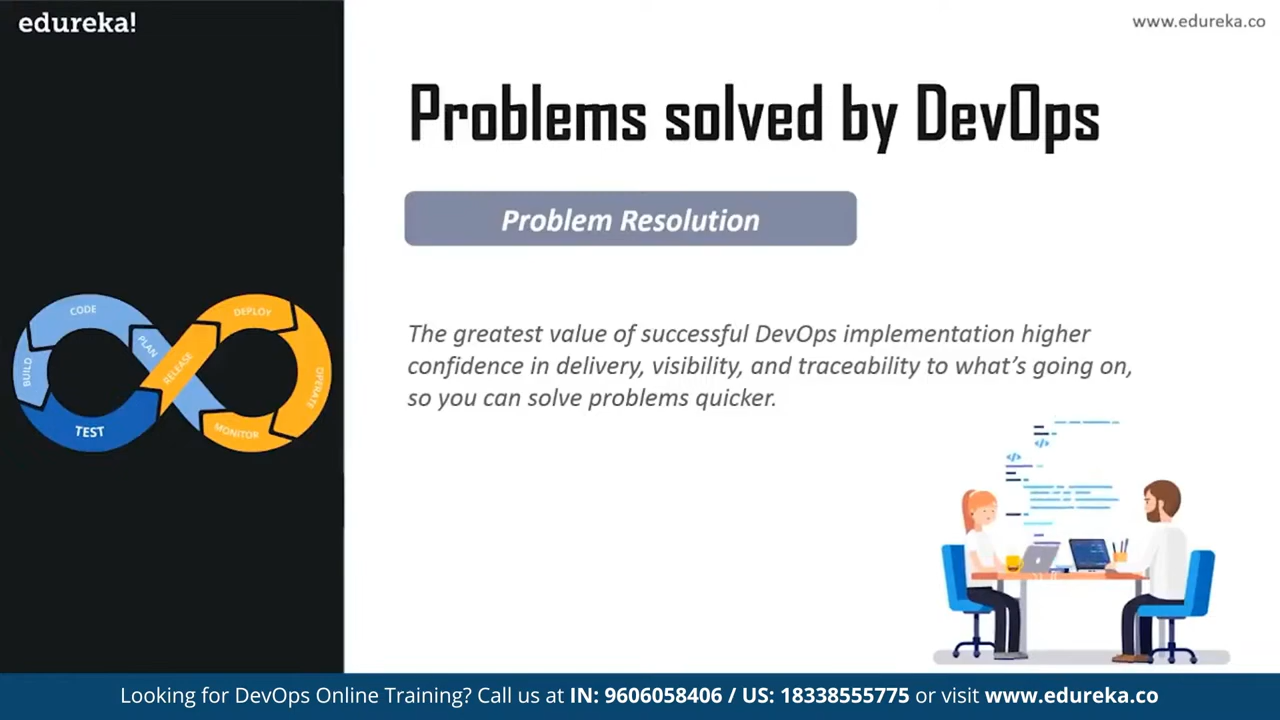 edureka!
www.edureka.co
Problems solved by DevOps
Problem Resolution
The greatest value of successful DevOps implementation higher
confidence in delivery, visibility, and traceability to what's going on,
so you can solve problems quicker.
CODE
DEPLOY
PLAN
BUILD
RELEASE
OPERATE
TEST
MONITOR
Looking for DevOps Online Training? Call us at IN: 9606058406 / US: 18338555775 or visit www.edureka.co